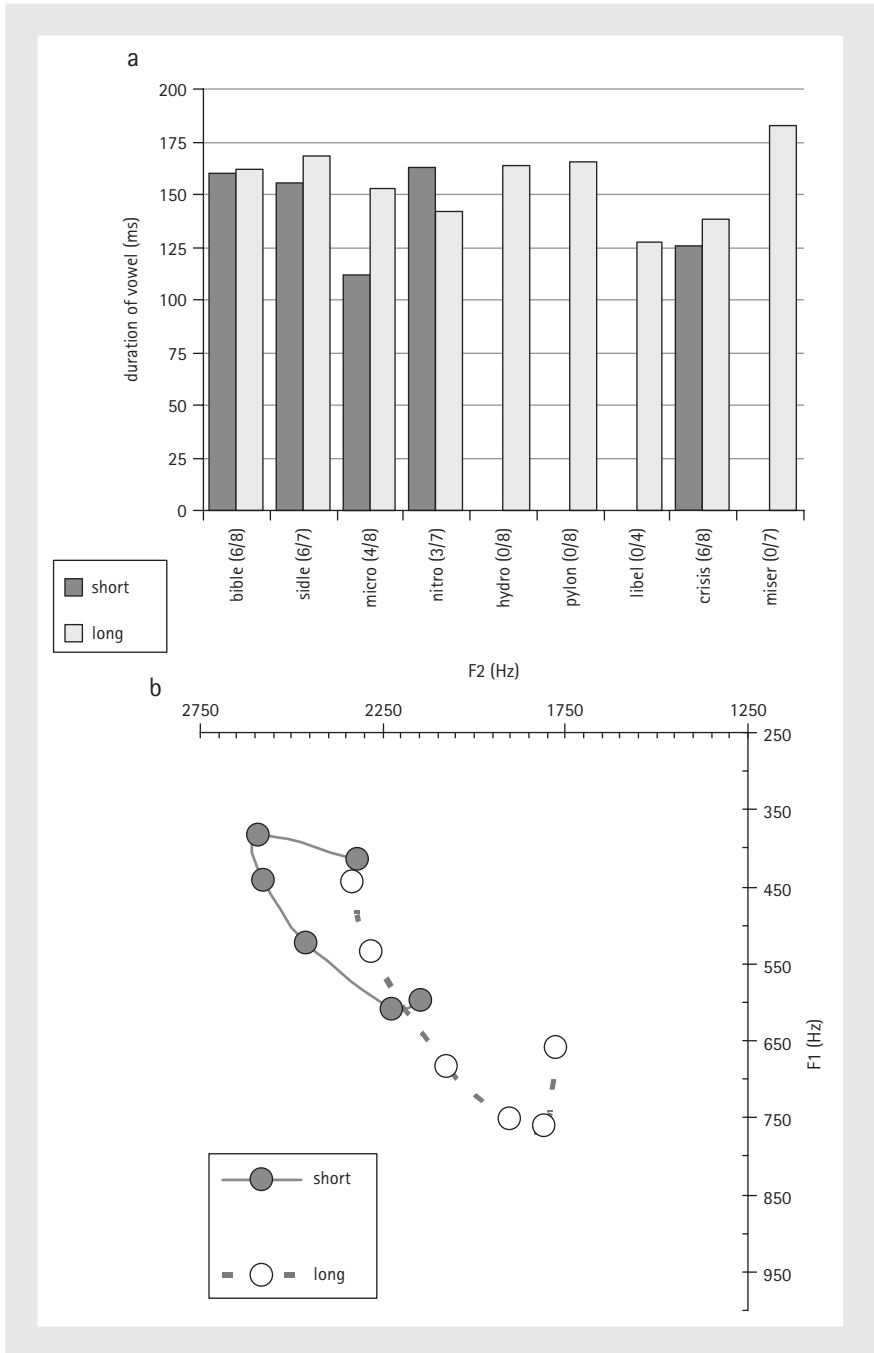 a
200
175
150
125
100
75
50
25
0
duration of vowel (ms)
bible (6/8)
sidle (6/7)
micro (4/8)
nitro (3/7)
hydro (0/8)
pylon (0/8)
libel (0/4)
crisis (6/8)
miser (0/7)
short
long
F2 (Hz)
b
2750 2250 1750 1250
250
350
450
550
650
750
850
950
F1 (Hz)
short
long